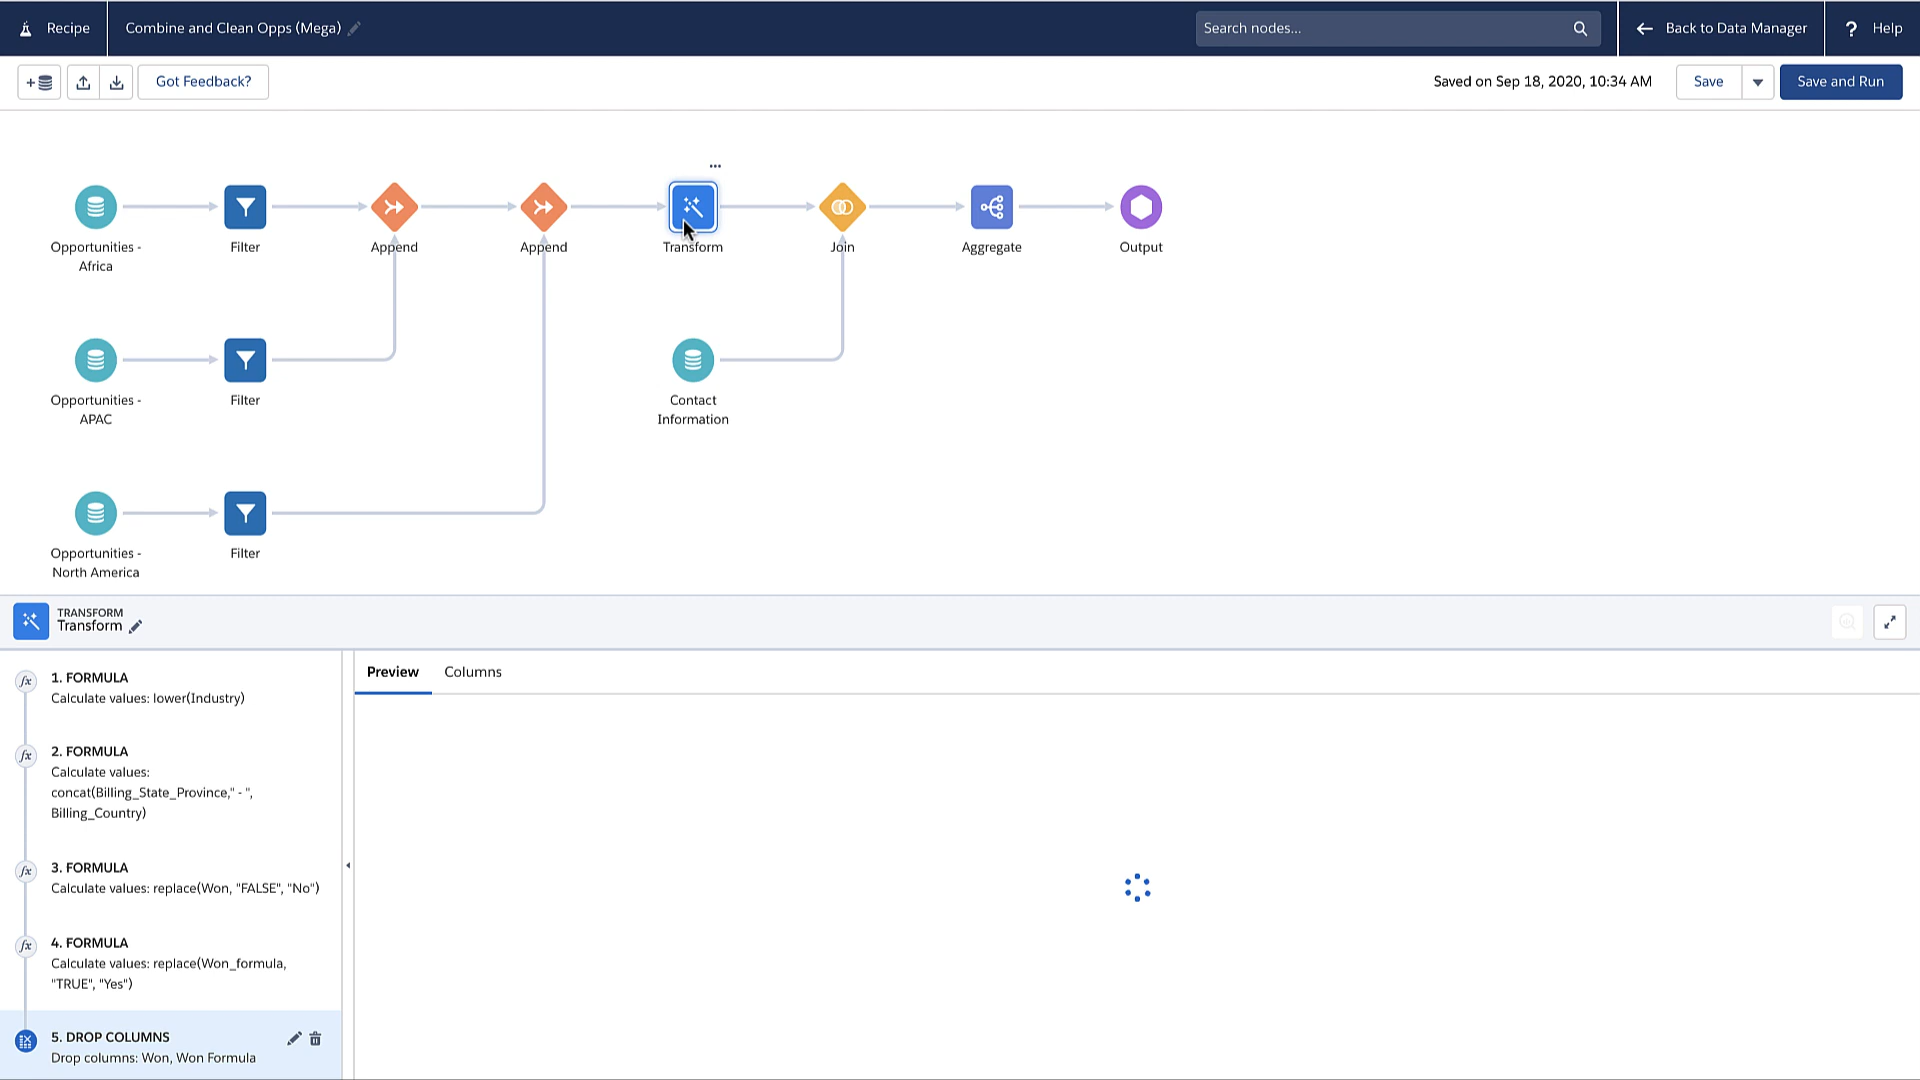 Recipe
Combine and Clean Opps (Mega)
Search nodes...
Back to Data Manager
? Help
Got Feedback?
Saved on Sep 18, 2020, 10:34 AM
Save
Save and Run
Opportunities -
Africa
Filter
Append
Append
Transform
Join
Aggregate
Output
Opportunities -
APAC
Filter
Contact
Information
Opportunities -
North America
Filter
TRANSFORM
Transform
fx 1. FORMULA
Calculate values: lower(Industry)
fx 2. FORMULA
Calculate values:
concat(Billing_State_Province," - ",
Billing_Country)
fx 3. FORMULA
Calculate values: replace(Won, "FALSE", "No")
fx 4. FORMULA
Calculate values: replace(Won_formula,
"TRUE", "Yes")
5. DROP COLUMNS
Drop columns: Won, Won Formula
Preview
Columns